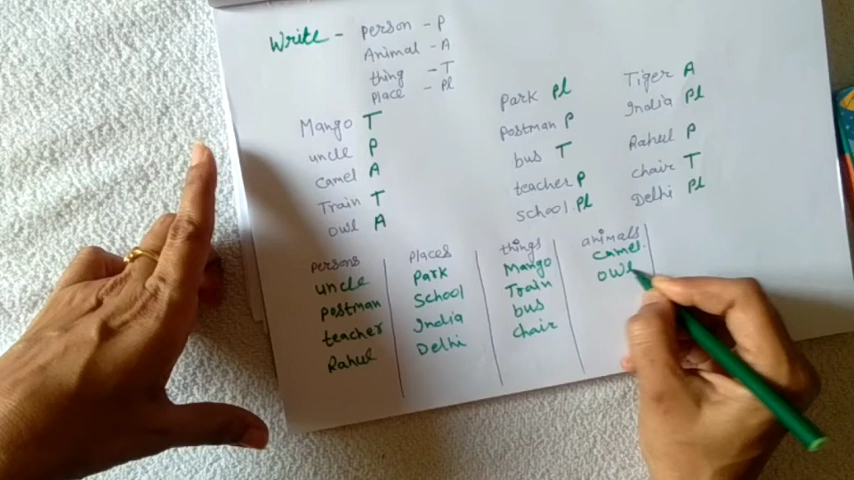 Write - Person - P
Animal - A
thing - T
place - Pl
Mango T
uncle P
camel A
Train T
owl A
Park Pl
Postman P
bus T
teacher P
School Pl
Tiger A
India Pl
Rahul P
chair T
Delhi Pl
persons
uncle
postman
teacher
Rahul
places
Park
School
India
Delhi
things
Mango
Train
bus
chair
animals
camel
owl